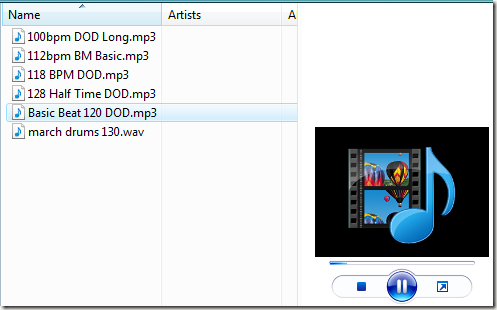 Name Artists A
100bpm DOD Long.mp3
112bpm BM Basic.mp3
118 BPM DOD.mp3
128 Half Time DOD.mp3
Basic Beat 120 DOD.mp3
march drums 130.wav